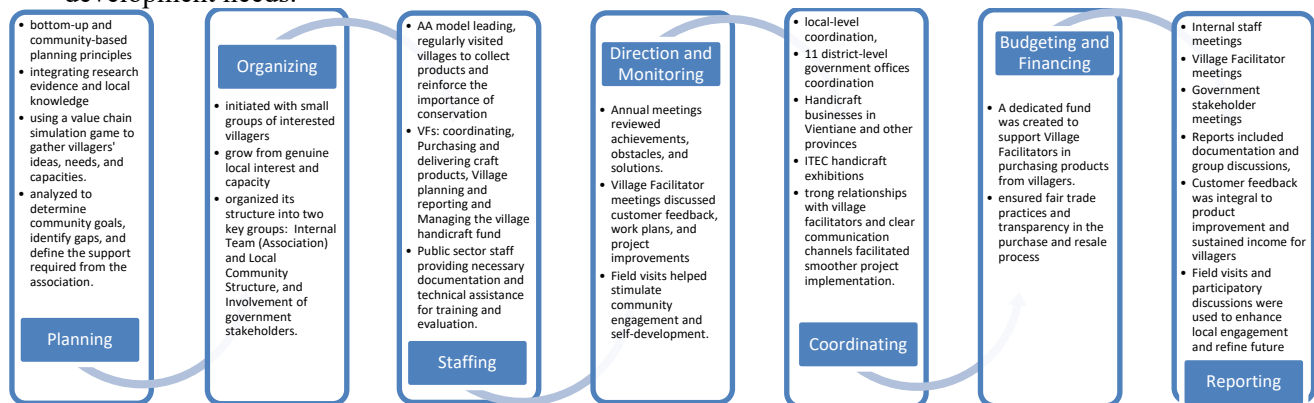 development needs.
• bottom-up and
community-based
planning principles
• integrating research
evidence and local
knowledge
• using a value chain
simulation game to
gather villagers'
ideas, needs, and
capacities.
• analyzed to
determine
community goals,
identify gaps, and
define the support
required from the
association.
Planning
Organizing
• initiated with small
groups of interested
villagers
• grow from genuine
local interest and
capacity
• organized its
structure into two
key groups: Internal
Team (Association)
and Local
Community
Structure, and
Involvement of
government
stakeholders.
• AA model leading,
regularly visited
villages to collect
products and
reinforce the
importance of
conservation
• VFs: coordinating,
Purchasing and
delivering craft
products, Village
planning and
reporting and
Managing the village
handicraft fund
• Public sector staff
providing necessary
documentation and
technical assistance
for training and
evaluation.
Staffing
Direction and
Monitoring
• Annual meetings
reviewed
achievements,
obstacles, and
solutions.
• Village Facilitator
meetings discussed
customer feedback,
work plans, and
project
improvements
• Field visits helped
stimulate
community
engagement and
self-development.
• local-level
coordination,
• 11 district-level
government offices
coordination
• Handicraft
businesses in
Vientiane and other
provinces
• ITEC handicraft
exhibitions
• trong relationships
with village
facilitators and clear
communication
channels facilitated
smoother project
implementation.
Coordinating
Budgeting and
Financing
• A dedicated fund
was created to
support Village
Facilitators in
purchasing products
from villagers.
• ensured fair trade
practices and
transparency in the
purchase and resale
process
• Internal staff
meetings
• Village Facilitator
meetings
• Government
stakeholder
meetings
• Reports included
documentation and
group discussions,
• Customer feedback
was integral to
product
improvement and
sustained income for
villagers
• Field visits and
participatory
discussions were
used to enhance
local engagement
and refine future
Reporting